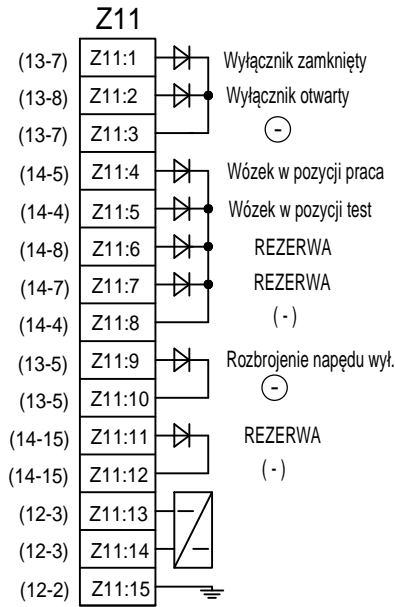 Z11
(13-7) Z11:1 Wyłącznik zamknięty
(13-8) Z11:2 Wyłącznik otwarty
(13-7) Z11:3 -
(14-5) Z11:4 Wózek w pozycji praca
(14-4) Z11:5 Wózek w pozycji test
(14-8) Z11:6 REZERWA
(14-7) Z11:7 REZERWA
(14-4) Z11:8 (-)
(13-5) Z11:9 Rozbrojenie napędu wył.
(13-5) Z11:10 -
(14-15) Z11:11 REZERWA
(14-15) Z11:12 (-)
(12-3) Z11:13
(12-3) Z11:14
(12-2) Z11:15